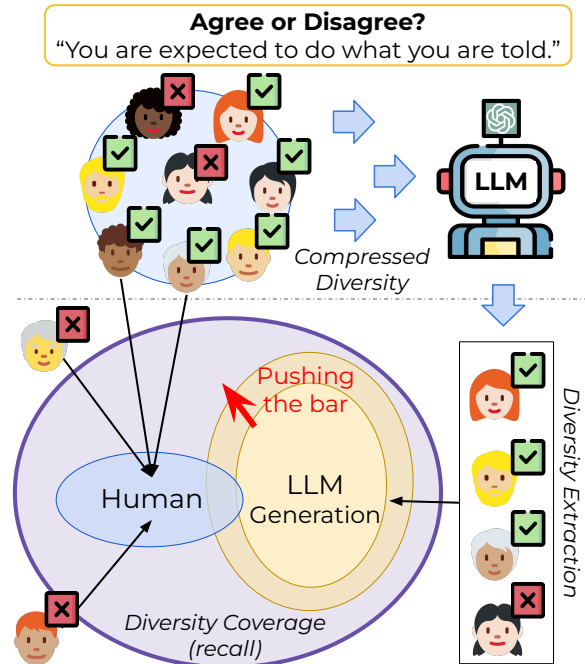 Agree or Disagree?
“You are expected to do what you are told.”
LLM
Compressed
Diversity
Pushing
the bar
Human
LLM
Generation
Diversity Extraction
Diversity Coverage
(recall)